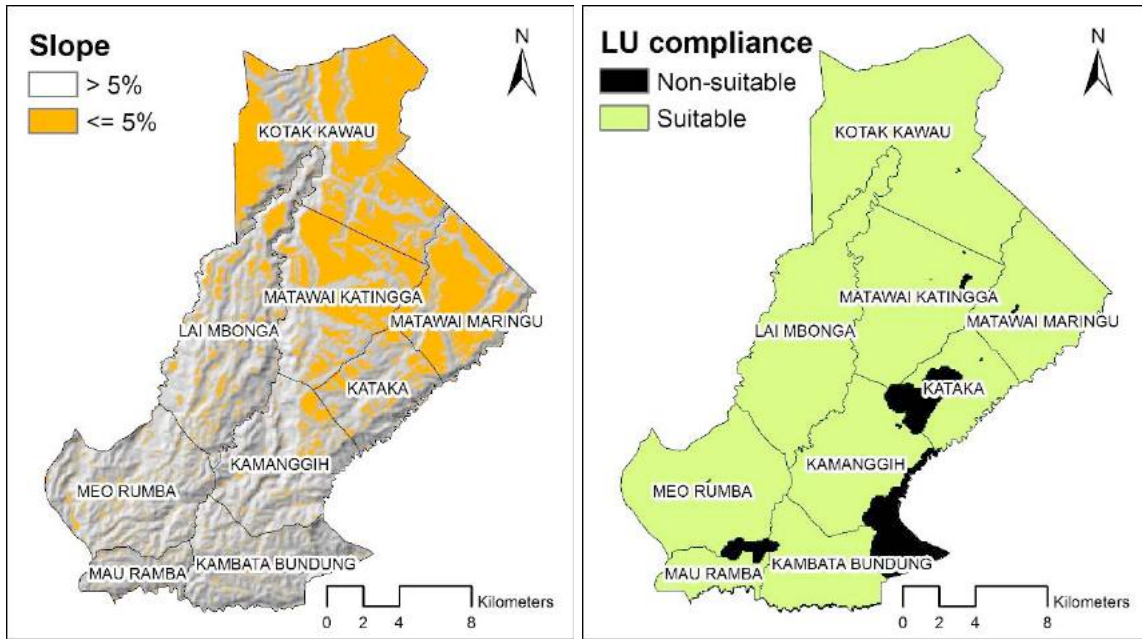 Slope
> 5%
<= 5%
N
KOTAK KAWAU
MATAWAI KATINGGA
LAI MBONGA
MATAWAI MARINGU
KATAKA
KAMANGGIH
MEO RUMBA
MAU RAMBA
KAMBATA BUNDUNG
Kilometers
0 2 4 8
LU compliance
Non-suitable
Suitable
N
KOTAK KAWAU
MATAWAI KATINGGA
LAI MBONGA
MATAWAI MARINGU
KATAKA
KAMANGGIH
MEO RUMBA
MAU RAMBA
KAMBATA BUNDUNG
Kilometers
0 2 4 8